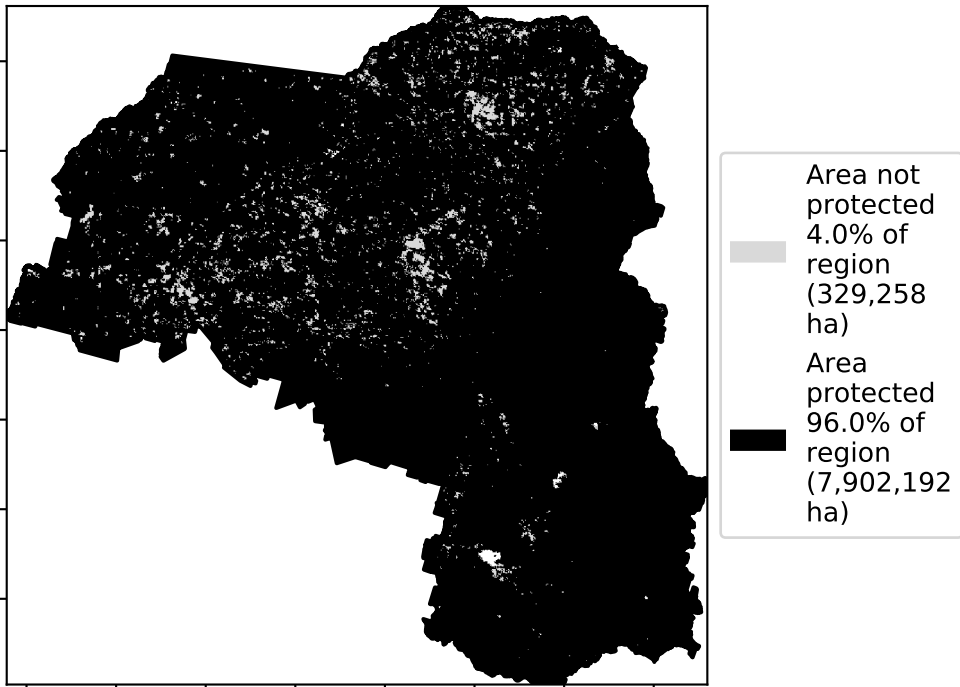 Area not
protected
4.0% of
region
(329,258
ha)
Area
protected
96.0% of
region
(7,902,192
ha)